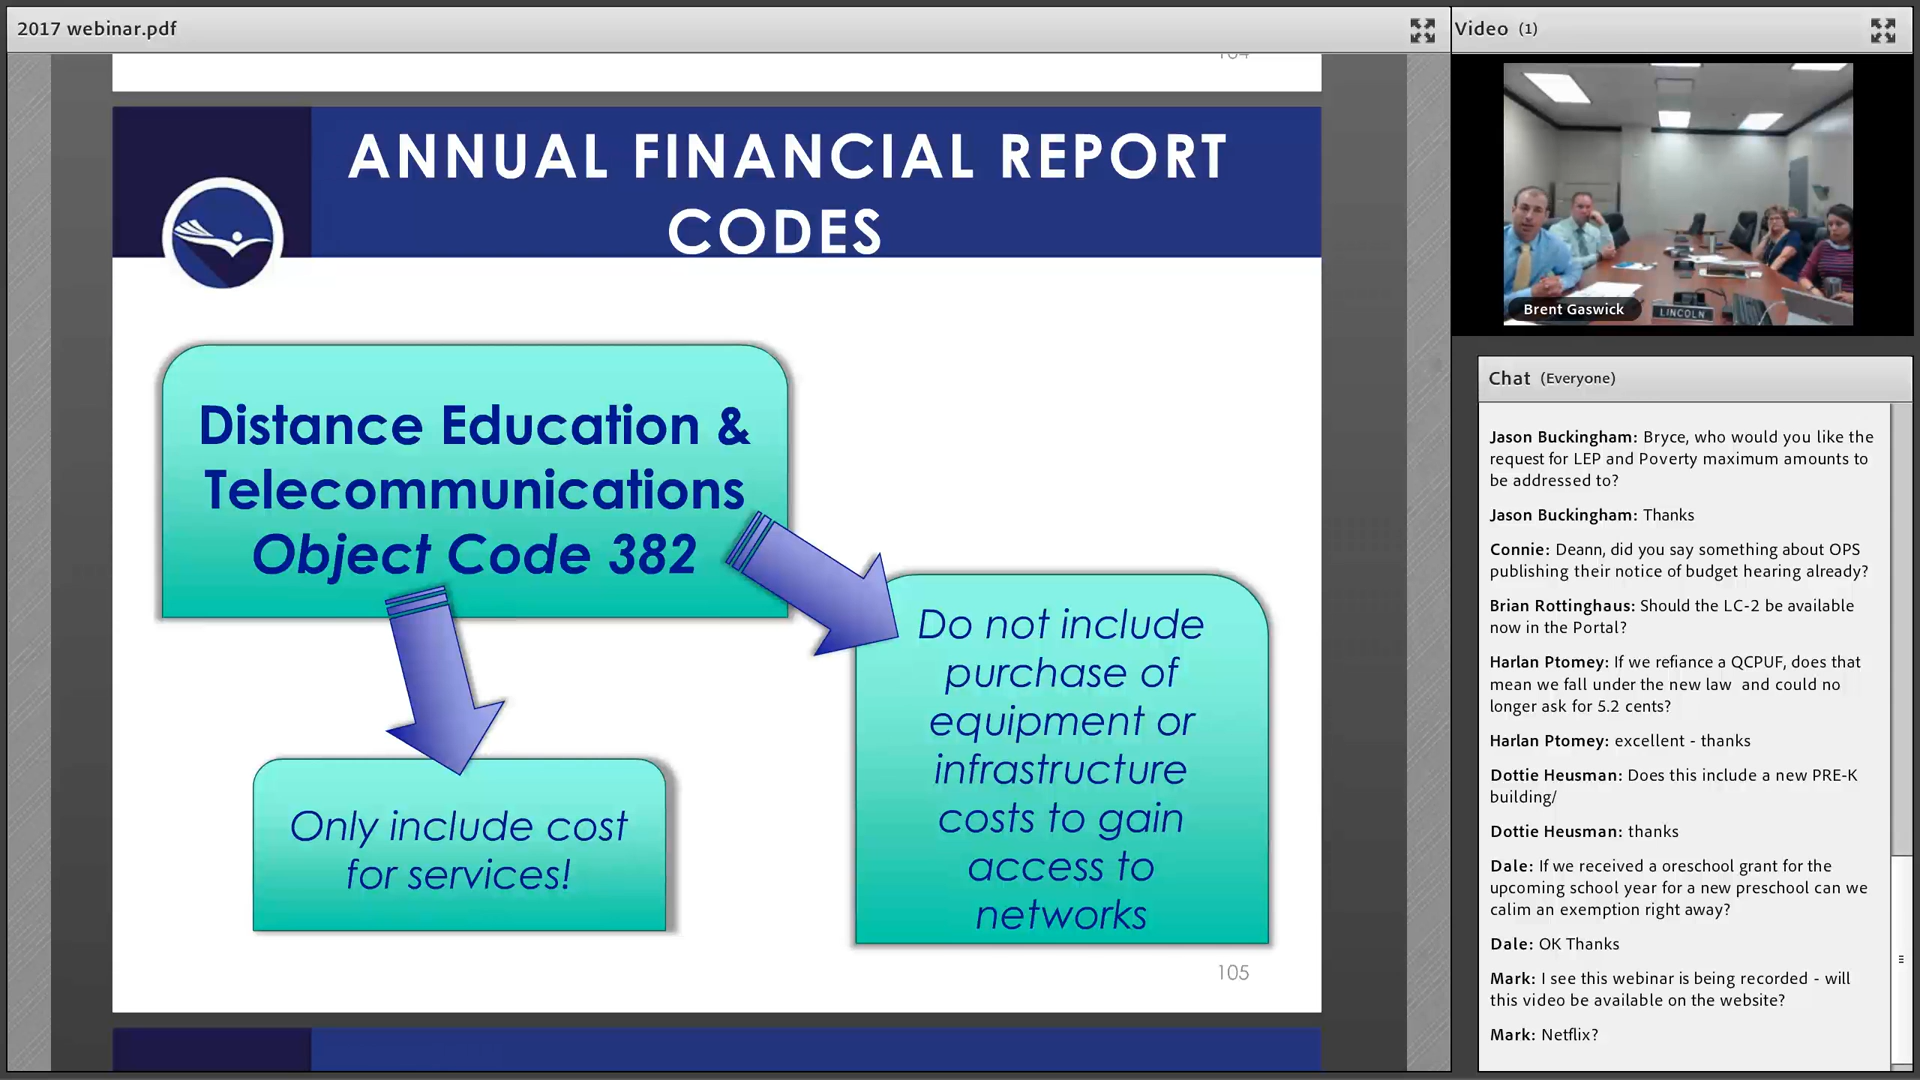 2017 webinar.pdf
ANNUAL FINANCIAL REPORT
CODES
Distance Education &
Telecommunications
Object Code 382
Only include cost
for services!
Do not include
purchase of
equipment or
infrastructure
costs to gain
access to
networks
105
Video (1)
Brent Gaswick
LINCOLN
Chat (Everyone)
Jason Buckingham: Bryce, who would you like the
request for LEP and Poverty maximum amounts to
be addressed to?
Jason Buckingham: Thanks
Connie: Deann, did you say something about OPS
publishing their notice of budget hearing already?
Brian Rottinghaus: Should the LC-2 be available
now in the Portal?
Harlan Ptomey: If we refiance a QCPUF, does that
mean we fall under the new law and could no
longer ask for 5.2 cents?
Harlan Ptomey: excellent - thanks
Dottie Heusman: Does this include a new PRE-K
building/
Dottie Heusman: thanks
Dale: If we received a oreschool grant for the
upcoming school year for a new preschool can we
calim an exemption right away?
Dale: OK Thanks
Mark: I see this webinar is being recorded - will
this video be available on the website?
Mark: Netflix?